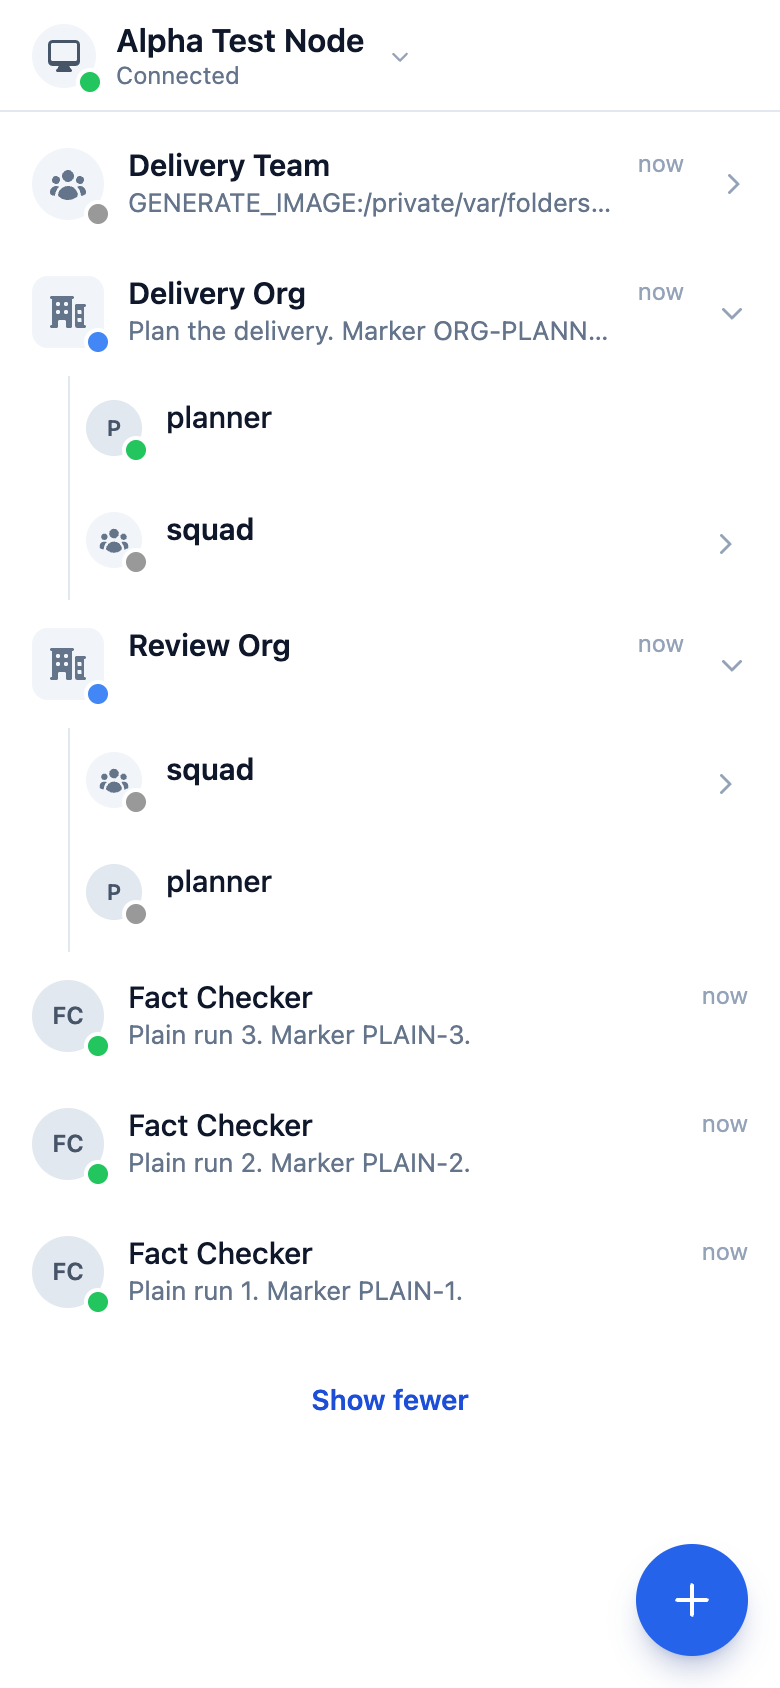 Alpha Test Node
Connected
Delivery Team
now
GENERATE_IMAGE:/private/var/folders...
Delivery Org
now
Plan the delivery. Marker ORG-PLANN...
P
planner
squad
Review Org
now
squad
P
planner
FC
Fact Checker
now
Plain run 3. Marker PLAIN-3.
FC
Fact Checker
now
Plain run 2. Marker PLAIN-2.
FC
Fact Checker
now
Plain run 1. Marker PLAIN-1.
Show fewer